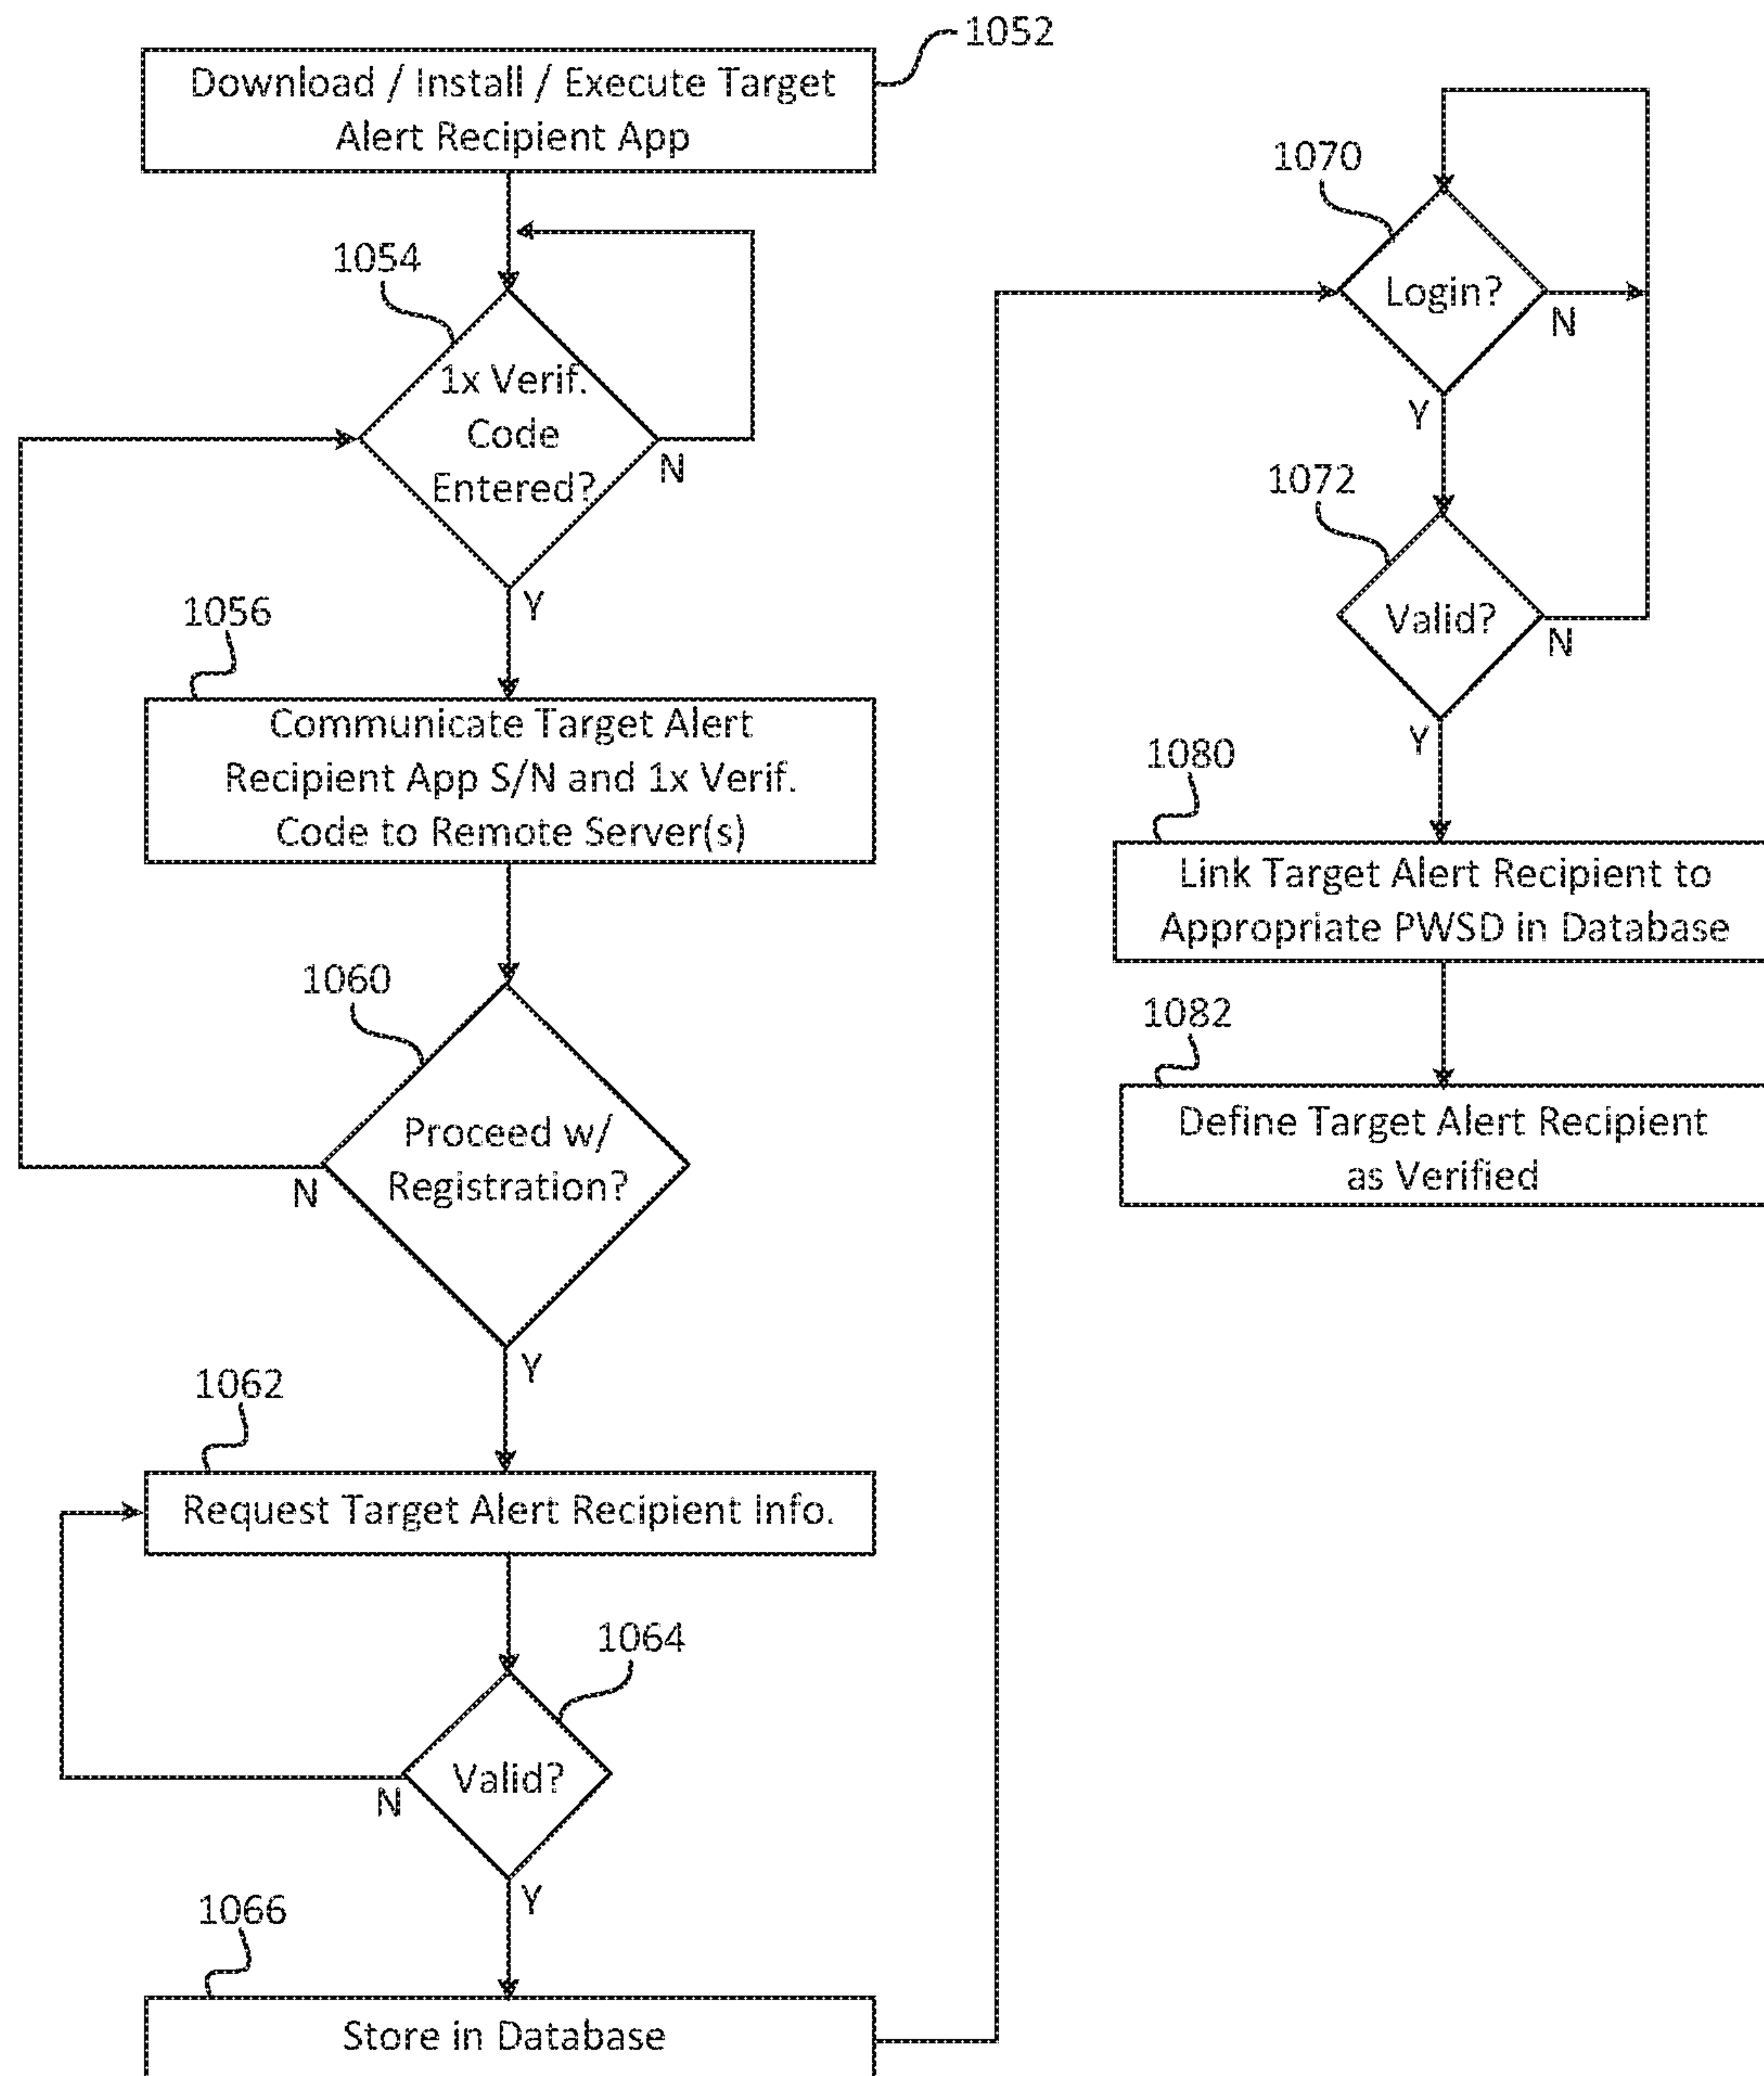 1052
Download / Install / Execute Target
Alert Recipient App
1054
1x Verif.
Code
Entered?
N
Y
1056
Communicate Target Alert
Recipient App S/N and 1x Verif.
Code to Remote Server(s)
1060
Proceed w/
Registration?
N
Y
1062
Request Target Alert Recipient Info.
1064
Valid?
N
Y
1066
Store in Database
1070
Login?
N
Y
1072
Valid?
N
Y
1080
Link Target Alert Recipient to
Appropriate PWSD in Database
1082
Define Target Alert Recipient
as Verified